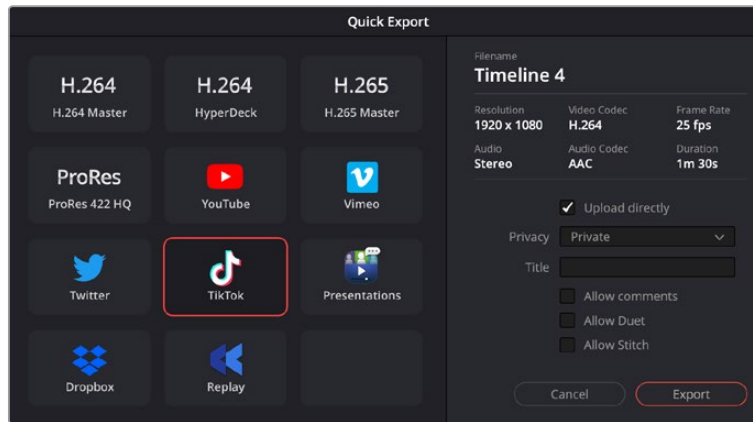 Quick Export
H.264
H.264 Master
H.264
HyperDeck
H.265
H.265 Master
ProRes
ProRes 422 HQ
YouTube
Vimeo
Twitter
TikTok
Presentations
Dropbox
Replay
Filename
Timeline 4
Resolution
1920 x 1080
Video Codec
H.264
Frame Rate
25 fps
Audio
Stereo
Audio Codec
AAC
Duration
1m 30s
Upload directly
Privacy Private
Title
Allow comments
Allow Duet
Allow Stitch
Cancel Export